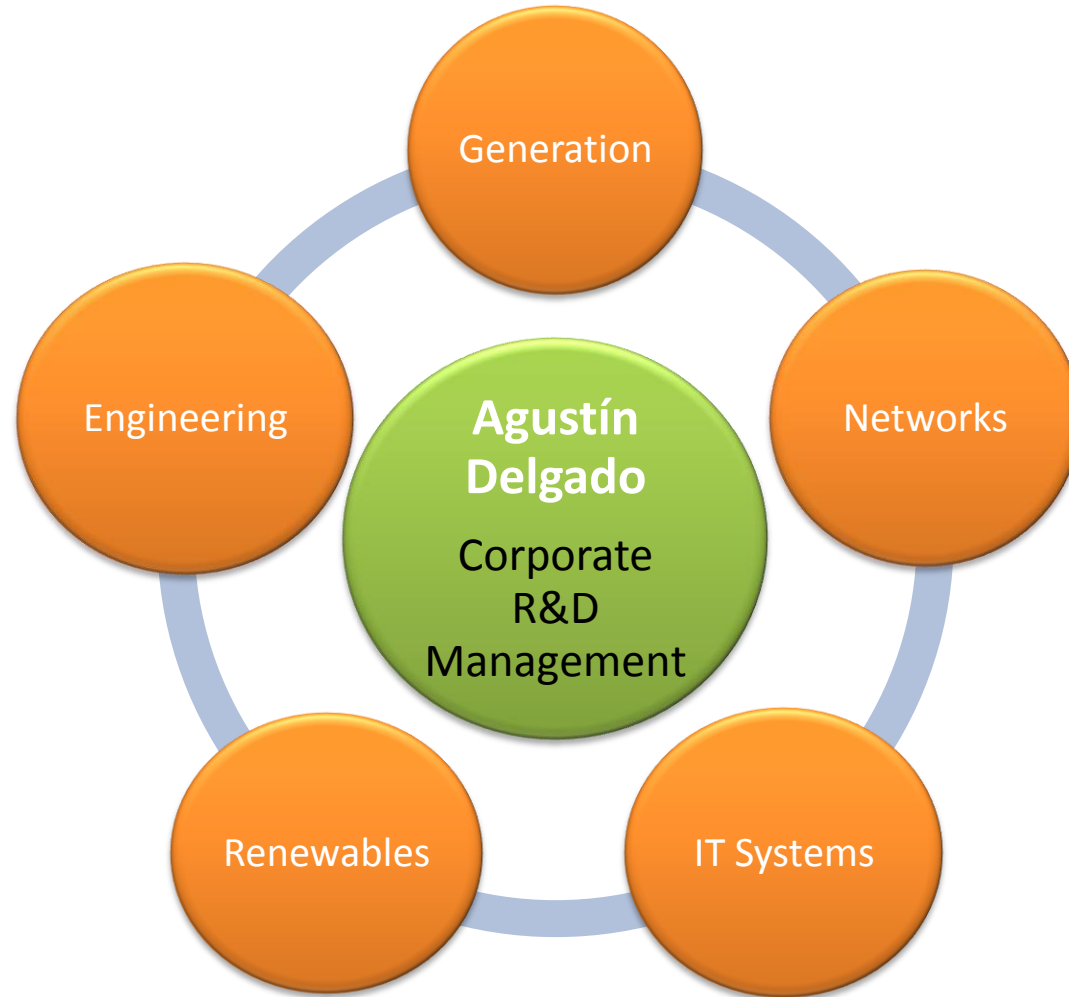 Generation
Engineering
Networks
Agustín
Delgado
Corporate
R&D
Management
Renewables
IT Systems